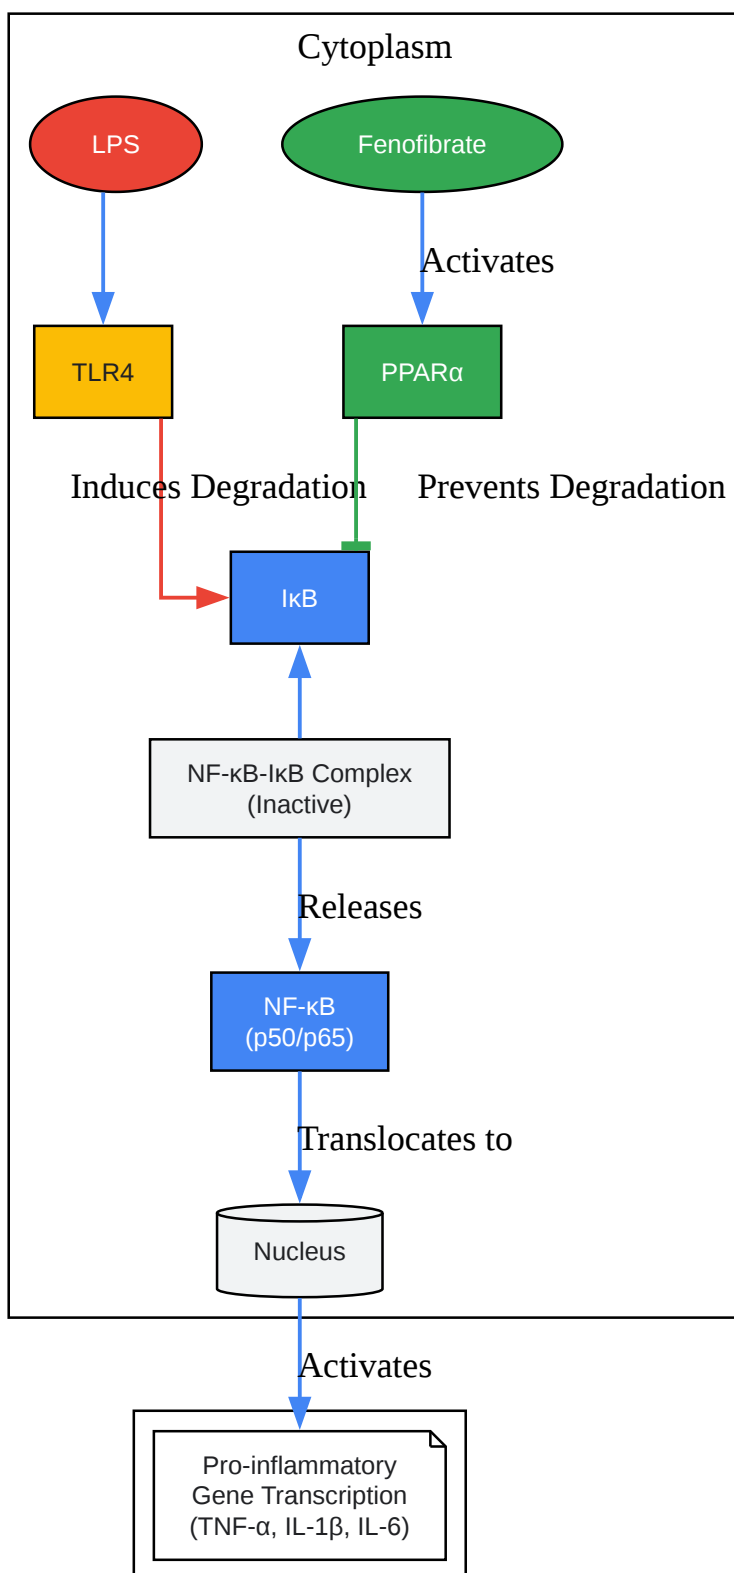 Cytoplasm
LPS
Fenofibrate
Activates
TLR4
PPARα
Induces Degradation
Prevents Degradation
IκB
NF-κB-IκB Complex
(Inactive)
Releases
NF-κB
(p50/p65)
Translocates to
Nucleus
Activates
Pro-inflammatory
Gene Transcription
(TNF-α, IL-1β, IL-6)